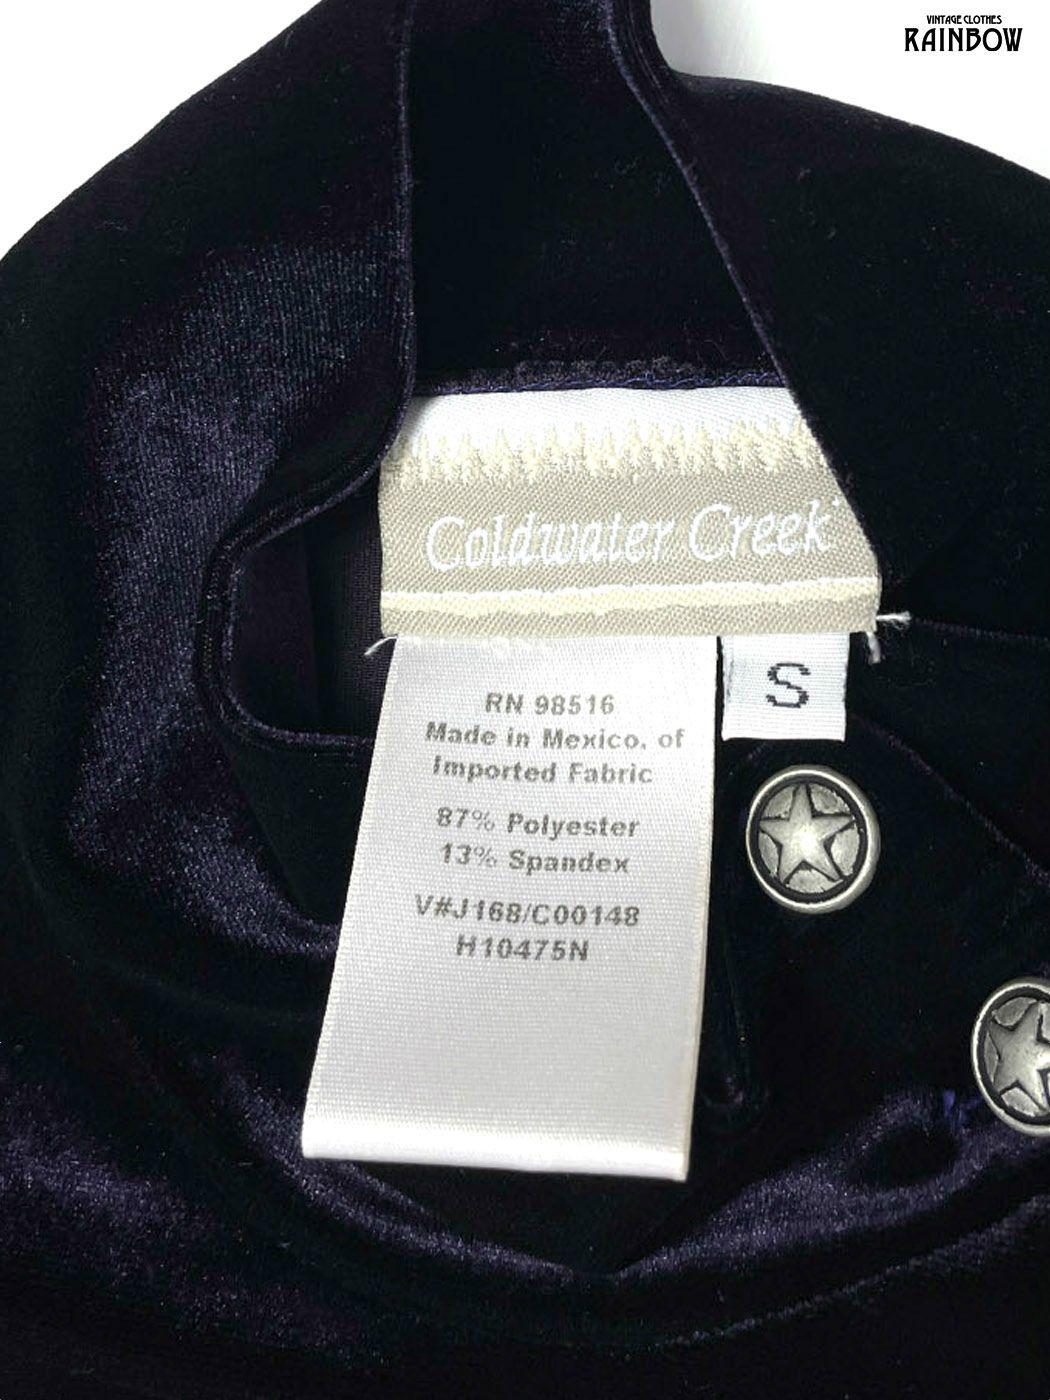 VINTAGE CLOTHES
RAINBOW
Coldwater Creek
S
RN 98516
Made in Mexico, of
Imported Fabric
87% Polyester
13% Spandex
V#J168/C00148
H10475N